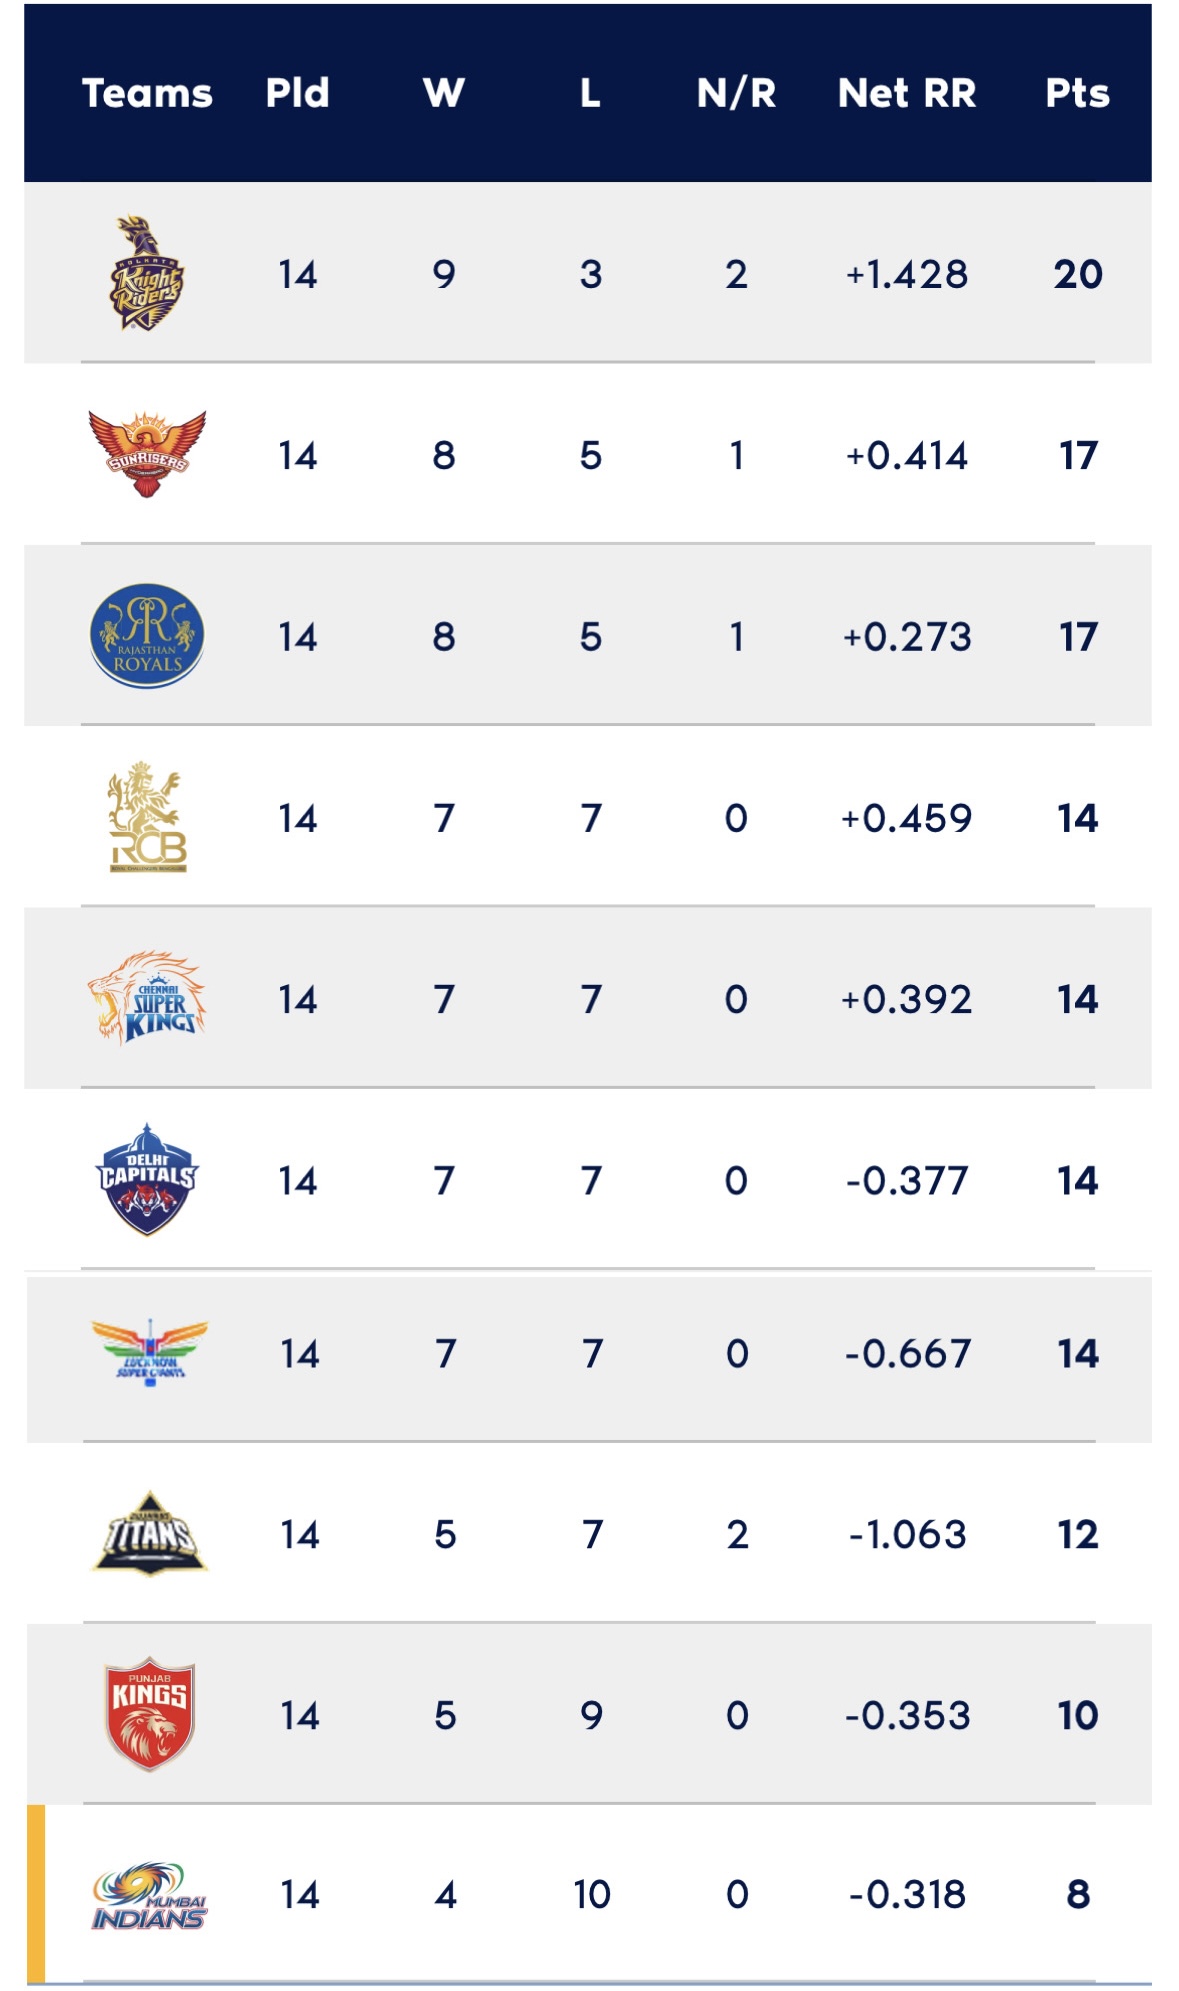 Teams Pld W L N/R Net RR Pts
KOLKATA
Knight
Riders
14 9 3 2 +1.428 20
SUNRISERS
14 8 5 1 +0.414 17
RR
RAJASTHAN
ROYALS
14 8 5 1 +0.273 17
RCB
ROYAL CHALLENGERS BENGALURU
14 7 7 0 +0.459 14
CHENNAI
SUPER
KINGS
14 7 7 0 +0.392 14
DELHI
CAPITALS
14 7 7 0 -0.377 14
LUCKNOW
SUPER GIANTS
14 7 7 0 -0.667 14
GUJARAT
TITANS
14 5 7 2 -1.063 12
PUNJAB
KINGS
14 5 9 0 -0.353 10
MUMBAI
INDIANS
14 4 10 0 -0.318 8